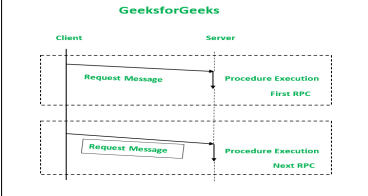 GeeksforGeeks
Client Server
Request Message
Procedure Execution
First RPC
Request Message
Procedure Execution
Next RPC